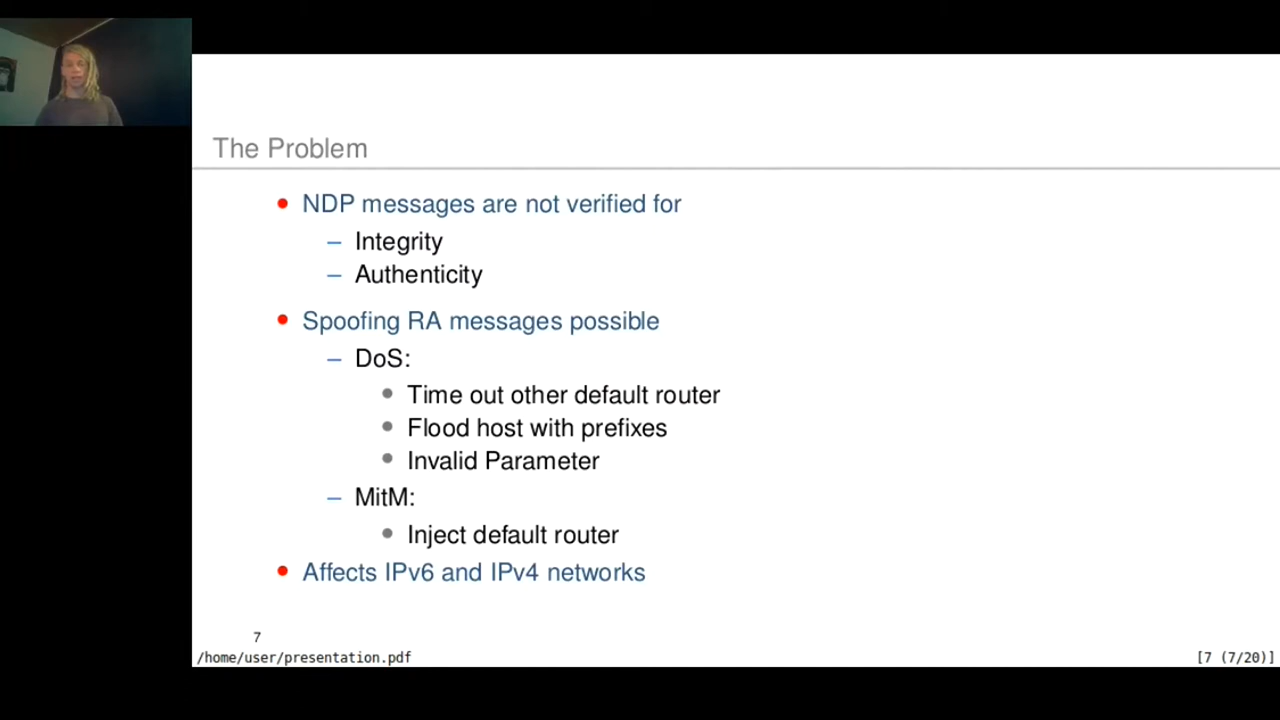 The Problem
NDP messages are not verified for
– Integrity
– Authenticity
Spoofing RA messages possible
– DoS:
Time out other default router
Flood host with prefixes
Invalid Parameter
– MitM:
Inject default router
Affects IPv6 and IPv4 networks
7
/home/user/presentation.pdf
[7 (7/20)]